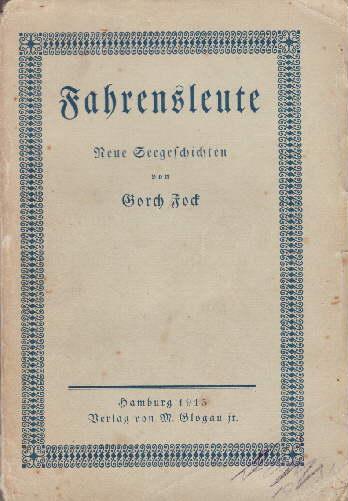 Fahrensleute
Neue Seegeschichten
von
Gorch Fock
Hamburg 1915
Verlag von M. Glogau jr.